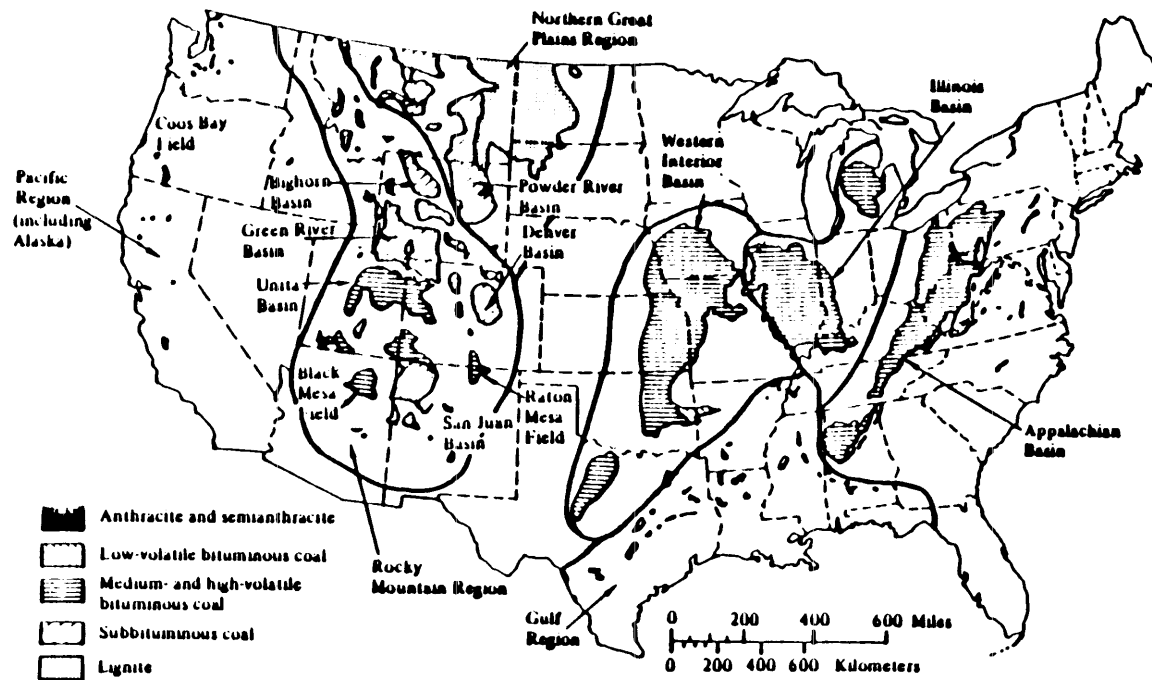 Northern Great
Plains Region
Illinois
Basin
Coos Bay
Field
Western
Interior
Basin
Pacific
Region
(including
Alaska)
Bighorn
Basin
Powder River
Basin
Green River
Basin
Denver
Basin
Unita
Basin
Black
Mesa
Field
San Juan
Basin
Raton
Mesa
Field
Appalachian
Basin
Rocky
Mountain Region
Gulf
Region
Anthracite and semianthracite
Low-volatile bituminous coal
Medium- and high-volatile
bituminous coal
Subbituminous coal
Lignite
0 200 400 600 Miles
0 200 400 600 Kilometers